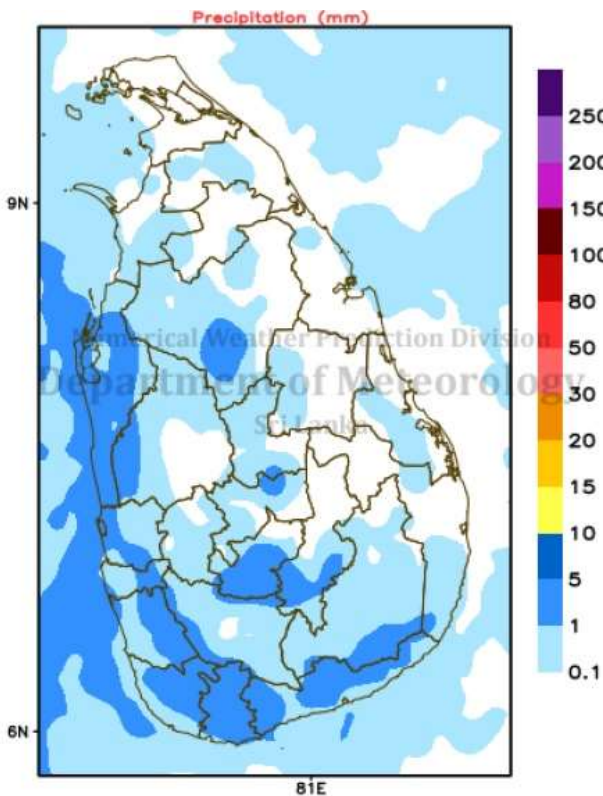 Precipitation (mm)
250
200
9N
150
100
80
Numerical Weather Prediction Division
50
Department of Meteorology
30
Sri Lanka
20
15
10
5
1
0.1
6N
81E